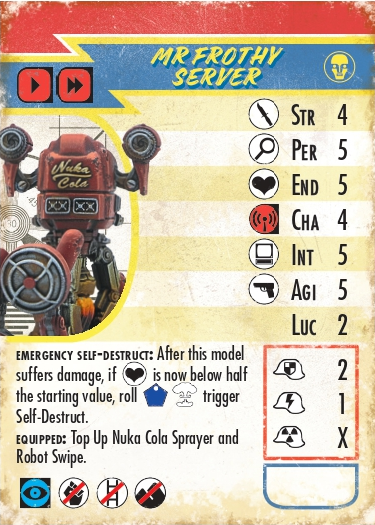 MR FROTHY
SERVER
STR 4
PER 5
END 5
CHA 4
INT 5
AGI 5
LUC 2
Nuka
Cola
EMERGENCY SELF-DESTRUCT: After this model
suffers damage, if is now below half
the starting value, roll trigger
Self-Destruct.
EQUIPPED: Top Up Nuka Cola Sprayer and
Robot Swipe.
2
1
X